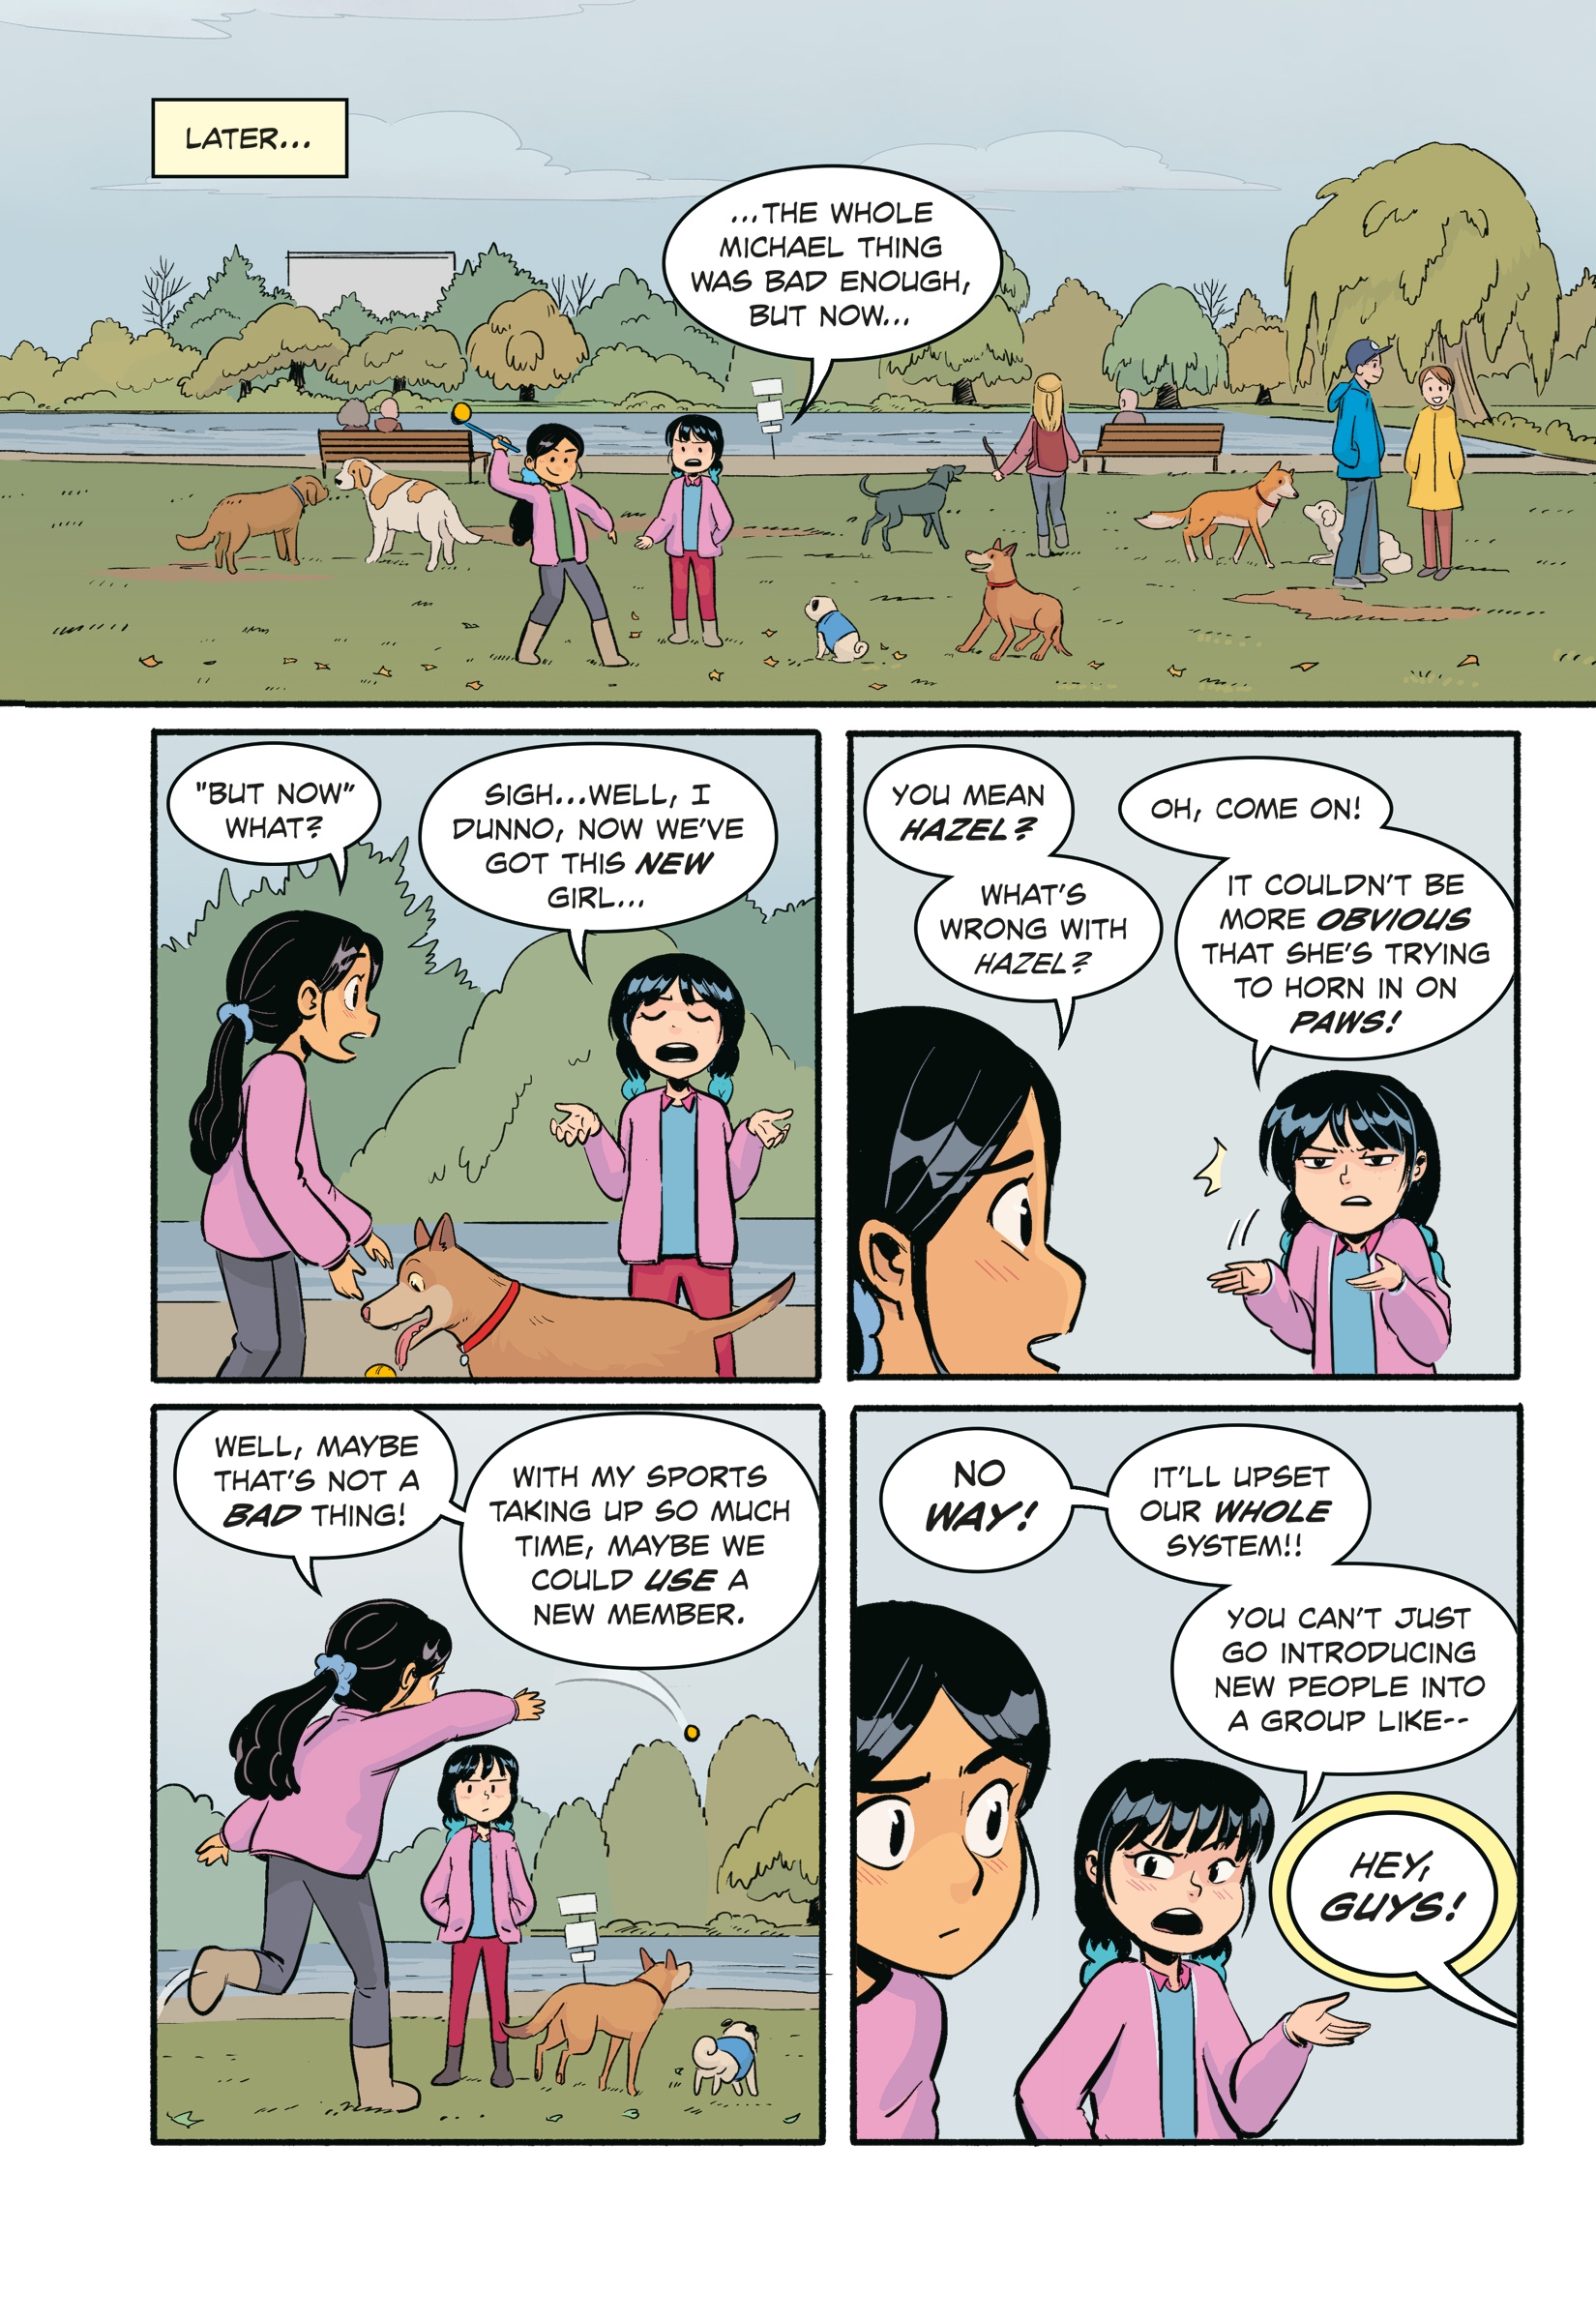 LATER...
...THE WHOLE
MICHAEL THING
WAS BAD ENOUGH,
BUT NOW...
"BUT NOW"
WHAT?
SIGH...WELL, I
DUNNO, NOW WE'VE
GOT THIS NEW
GIRL...
YOU MEAN
HAZEL?
WHAT'S
WRONG WITH
HAZEL?
OH, COME ON!
IT COULDN'T BE
MORE OBVIOUS
THAT SHE'S TRYING
TO HORN IN ON
PAWS!
WELL, MAYBE
THAT'S NOT A
BAD THING!
WITH MY SPORTS
TAKING UP SO MUCH
TIME, MAYBE WE
COULD USE A
NEW MEMBER.
NO
WAY!
IT'LL UPSET
OUR WHOLE
SYSTEM!!
YOU CAN'T JUST
GO INTRODUCING
NEW PEOPLE INTO
A GROUP LIKE--
HEY,
GUYS!